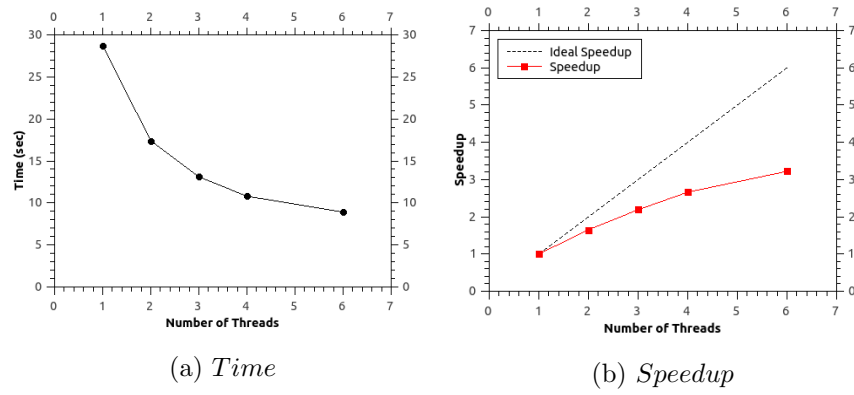 0 1 2 3 4 5 6 7
30 30
25 25
20 20
15 15
10 10
5 5
0 0
0 1 2 3 4 5 6 7
Time (sec)
Number of Threads
(a) Time
0 1 2 3 4 5 6 7
7 7
6 6
5 5
4 4
3 3
2 2
1 1
0 0
0 1 2 3 4 5 6 7
Ideal Speedup
Speedup
Speedup
Number of Threads
(b) Speedup